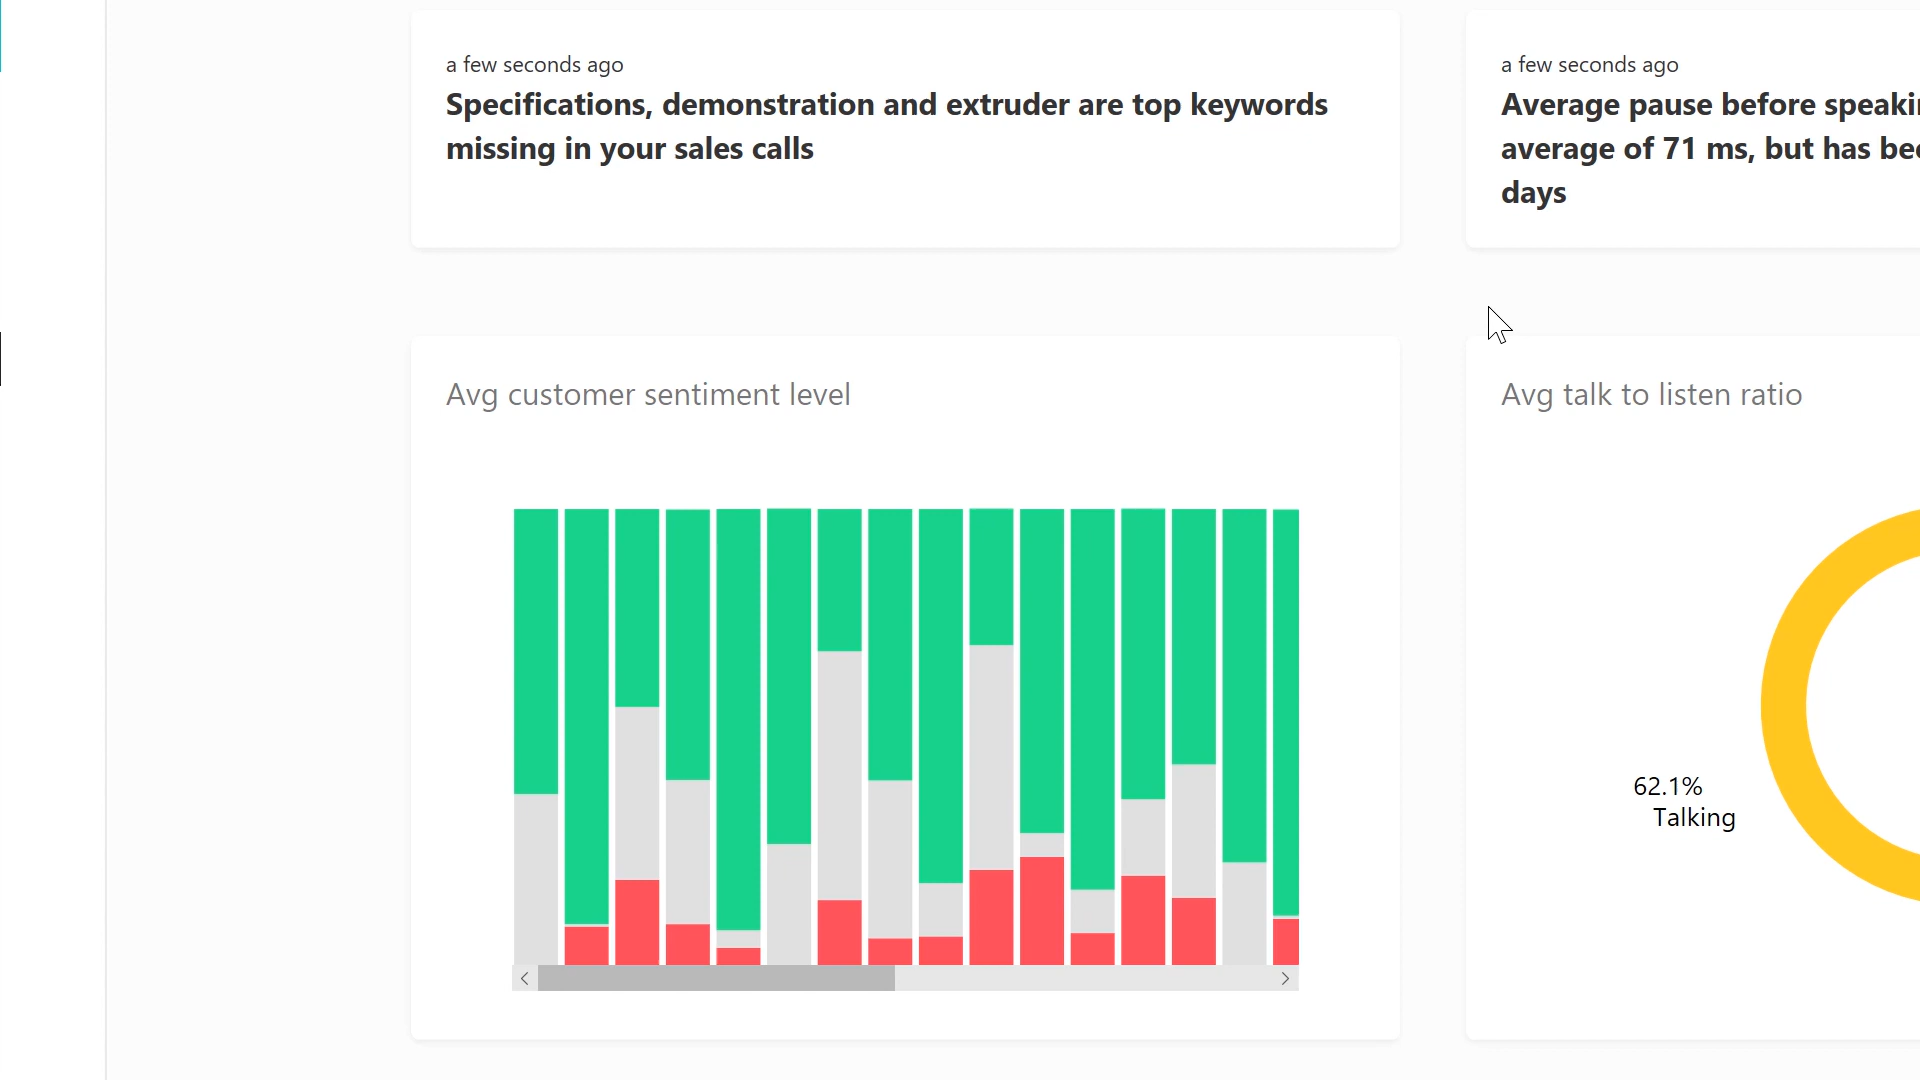 a few seconds ago
Specifications, demonstration and extruder are top keywords
missing in your sales calls
a few seconds ago
Average pause before
average of 71 ms, but has
days
Avg customer sentiment level
Avg talk to listen ratio
62.1%
Talking